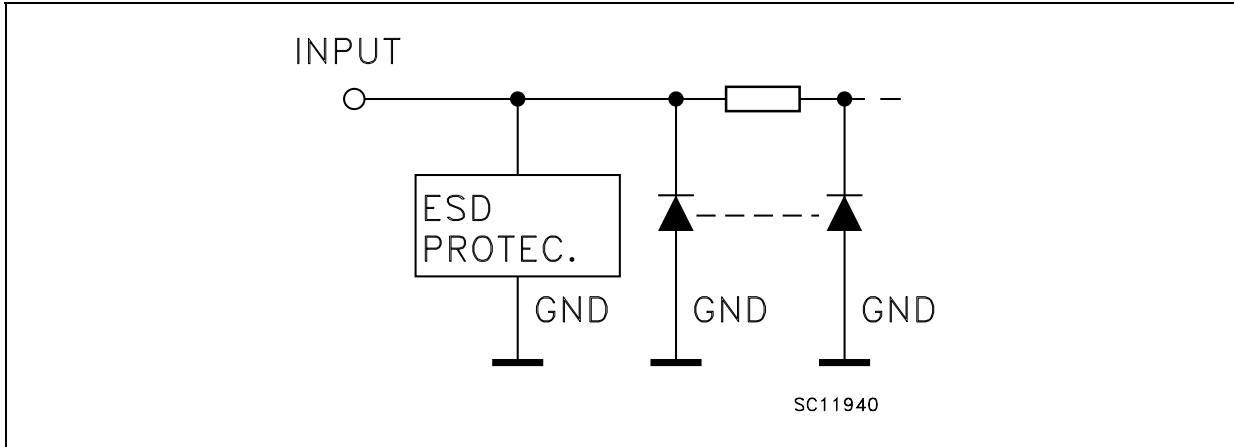 INPUT
ESD
PROTEC.
GND
GND
GND
SC11940